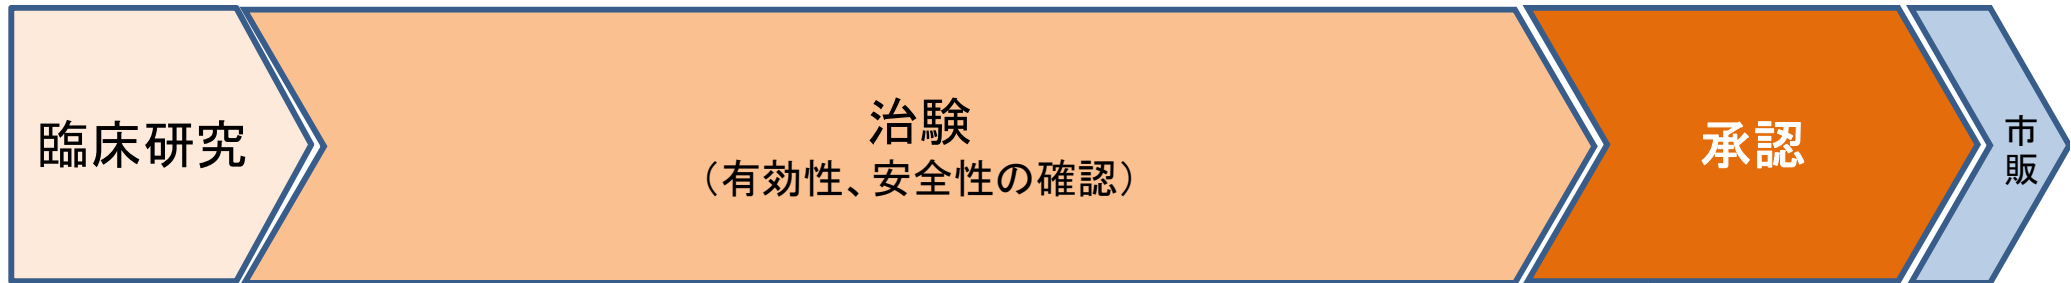 臨床研究
治験
（有効性、安全性の確認）
承認
市販